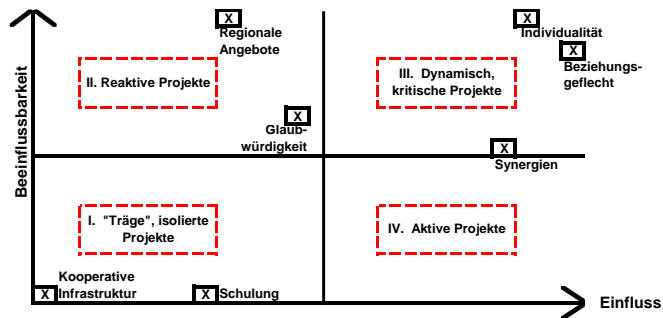 X
Regionale
Angebote
X
Individualität
X
Beziehungs-
geflecht
II. Reaktive Projekte
III. Dynamisch,
kritische Projekte
Beeinflussbarkeit
X
Glaub-
würdigkeit
X
Synergien
I. "Träge", isolierte
Projekte
IV. Aktive Projekte
Kooperative
X Infrastruktur
X Schulung
Einfluss